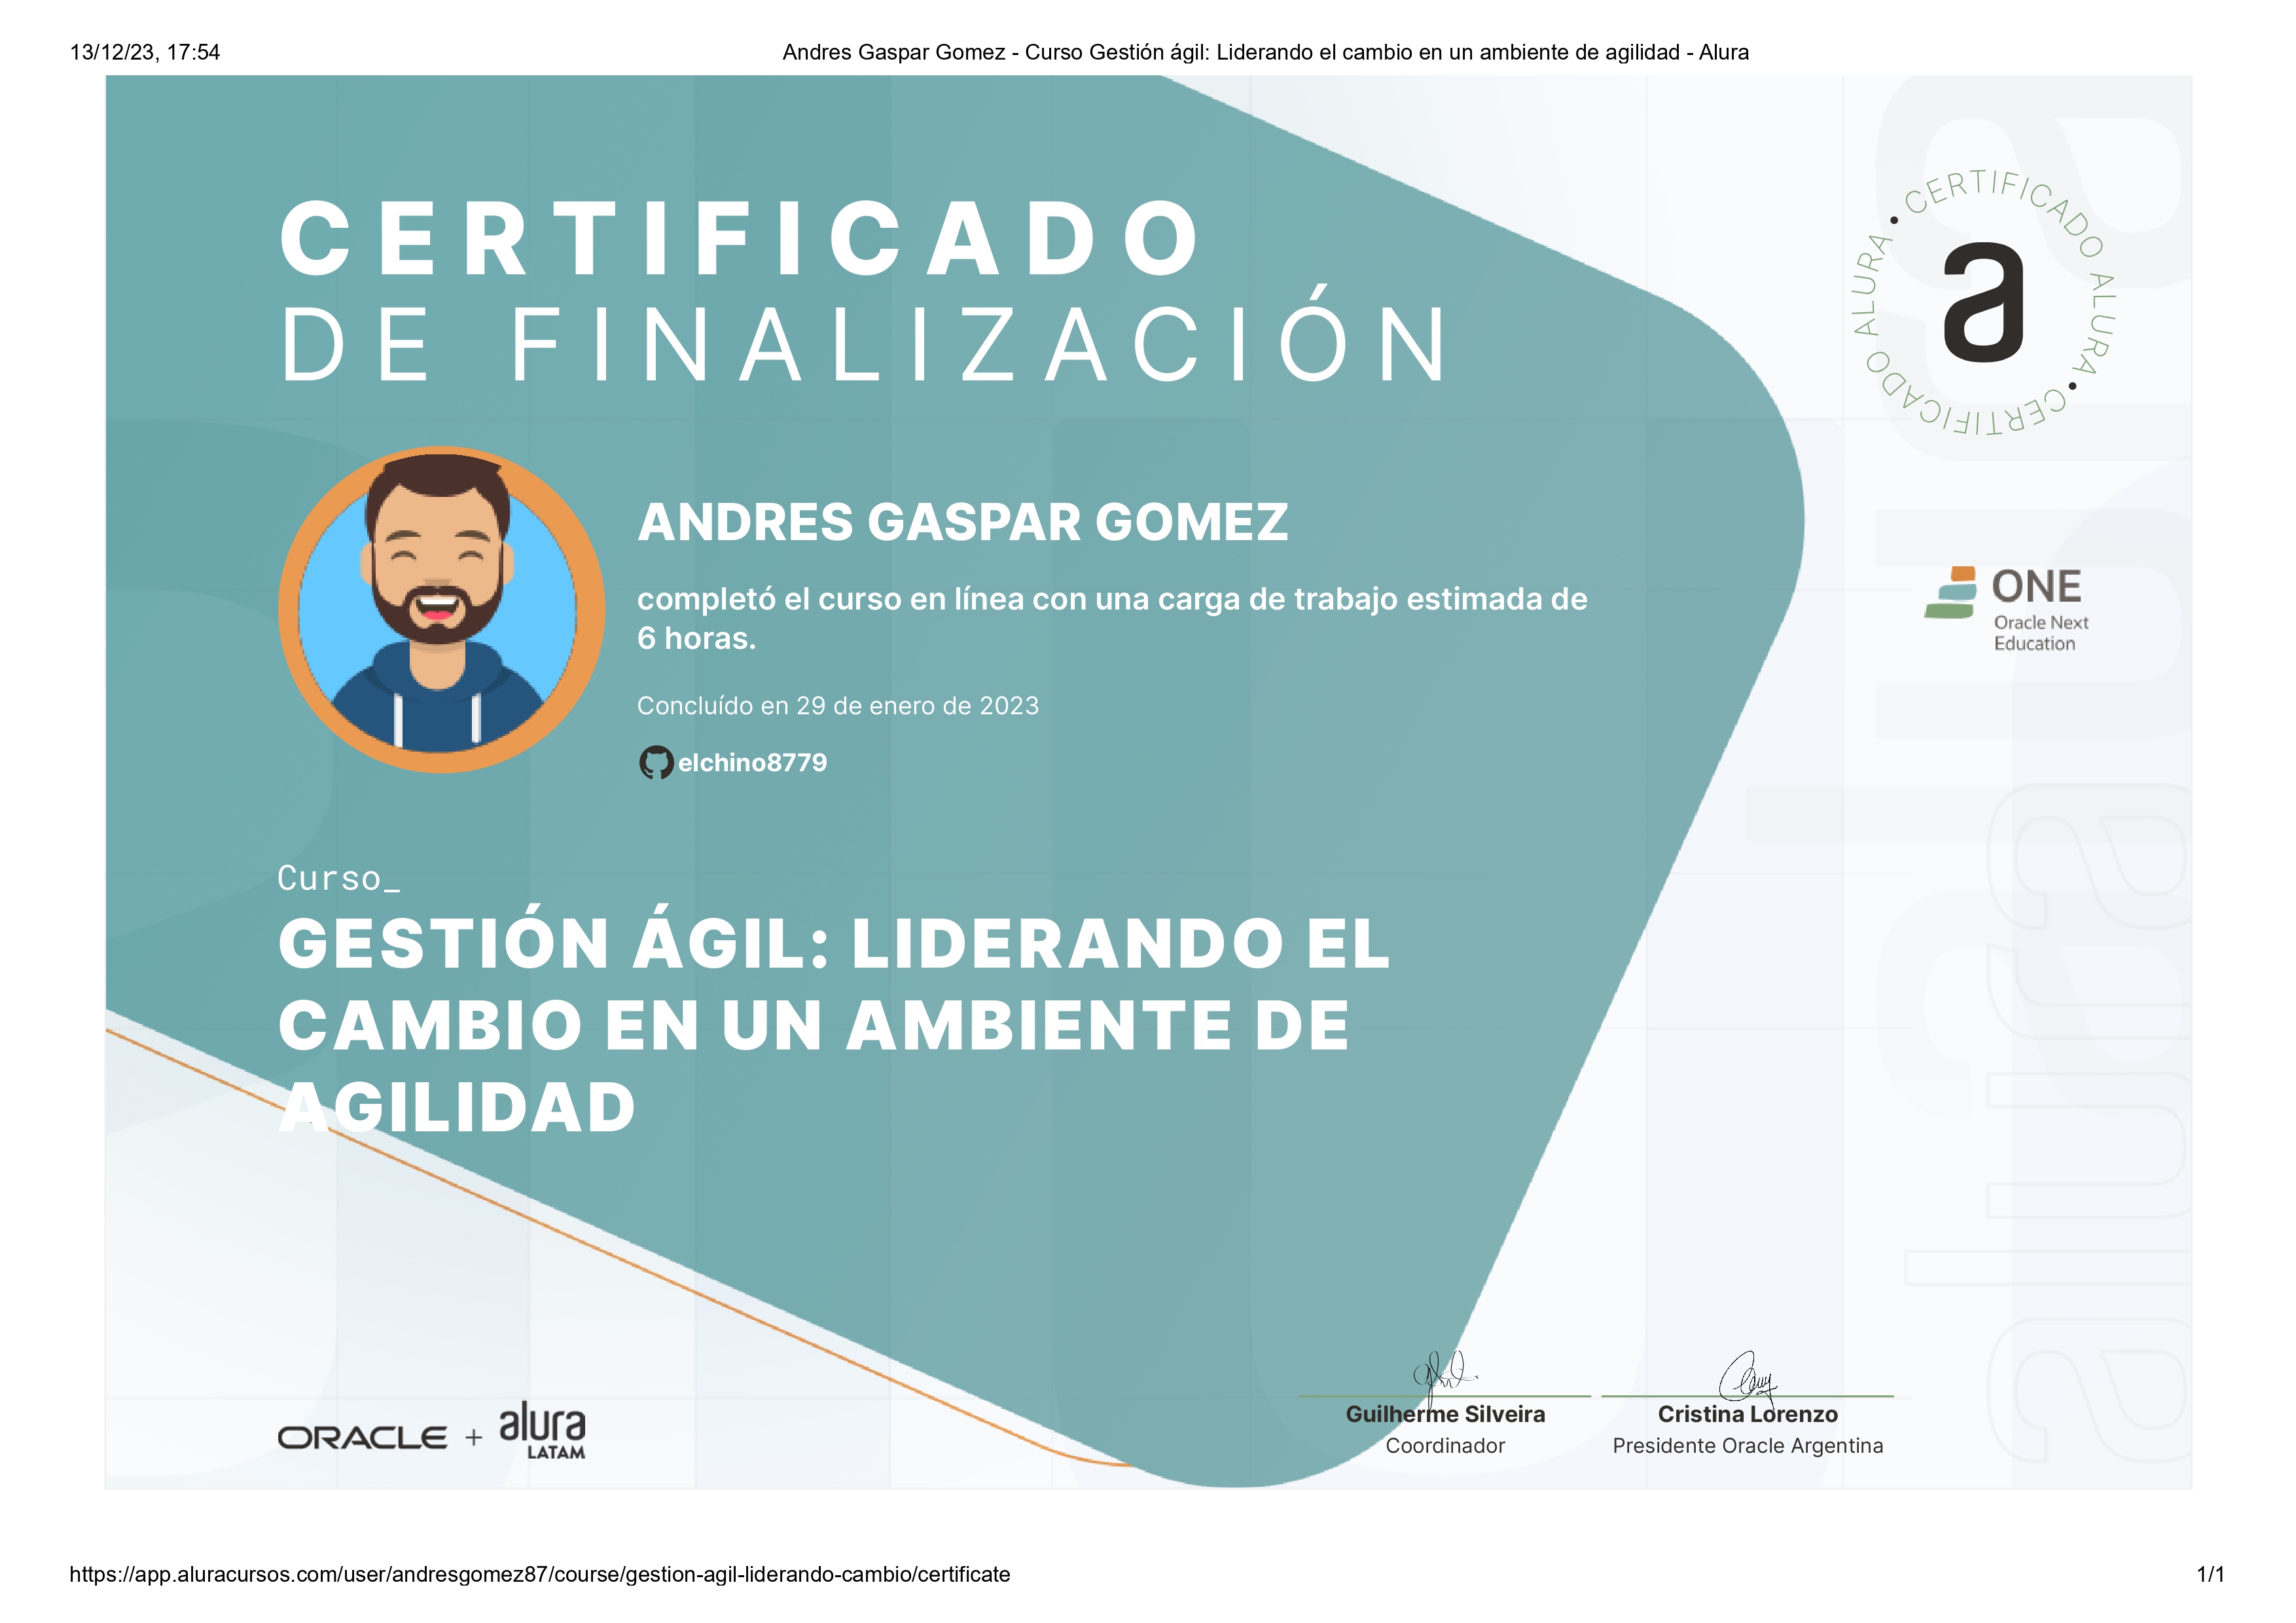 13/12/23, 17:54
Andres Gaspar Gomez - Curso Gestión ágil: Liderando el cambio en un ambiente de agilidad - Alura
CERTIFICADO
DE FINALIZACIÓN
• CERTIFICADO ALURA • CERTIFICADO ALURA
a
ANDRES GASPAR GOMEZ
completó el curso en línea con una carga de trabajo estimada de
6 horas.
Concluído en 29 de enero de 2023
elchino8779
ONE
Oracle Next
Education
Curso_
GESTIÓN ÁGIL: LIDERANDO EL
CAMBIO EN UN AMBIENTE DE
AGILIDAD
alura
ORACLE + alura
LATAM
Guilherme Silveira
Coordinador
Cristina Lorenzo
Presidente Oracle Argentina
https://app.aluracursos.com/user/andresgomez87/course/gestion-agil-liderando-cambio/certificate
1/1